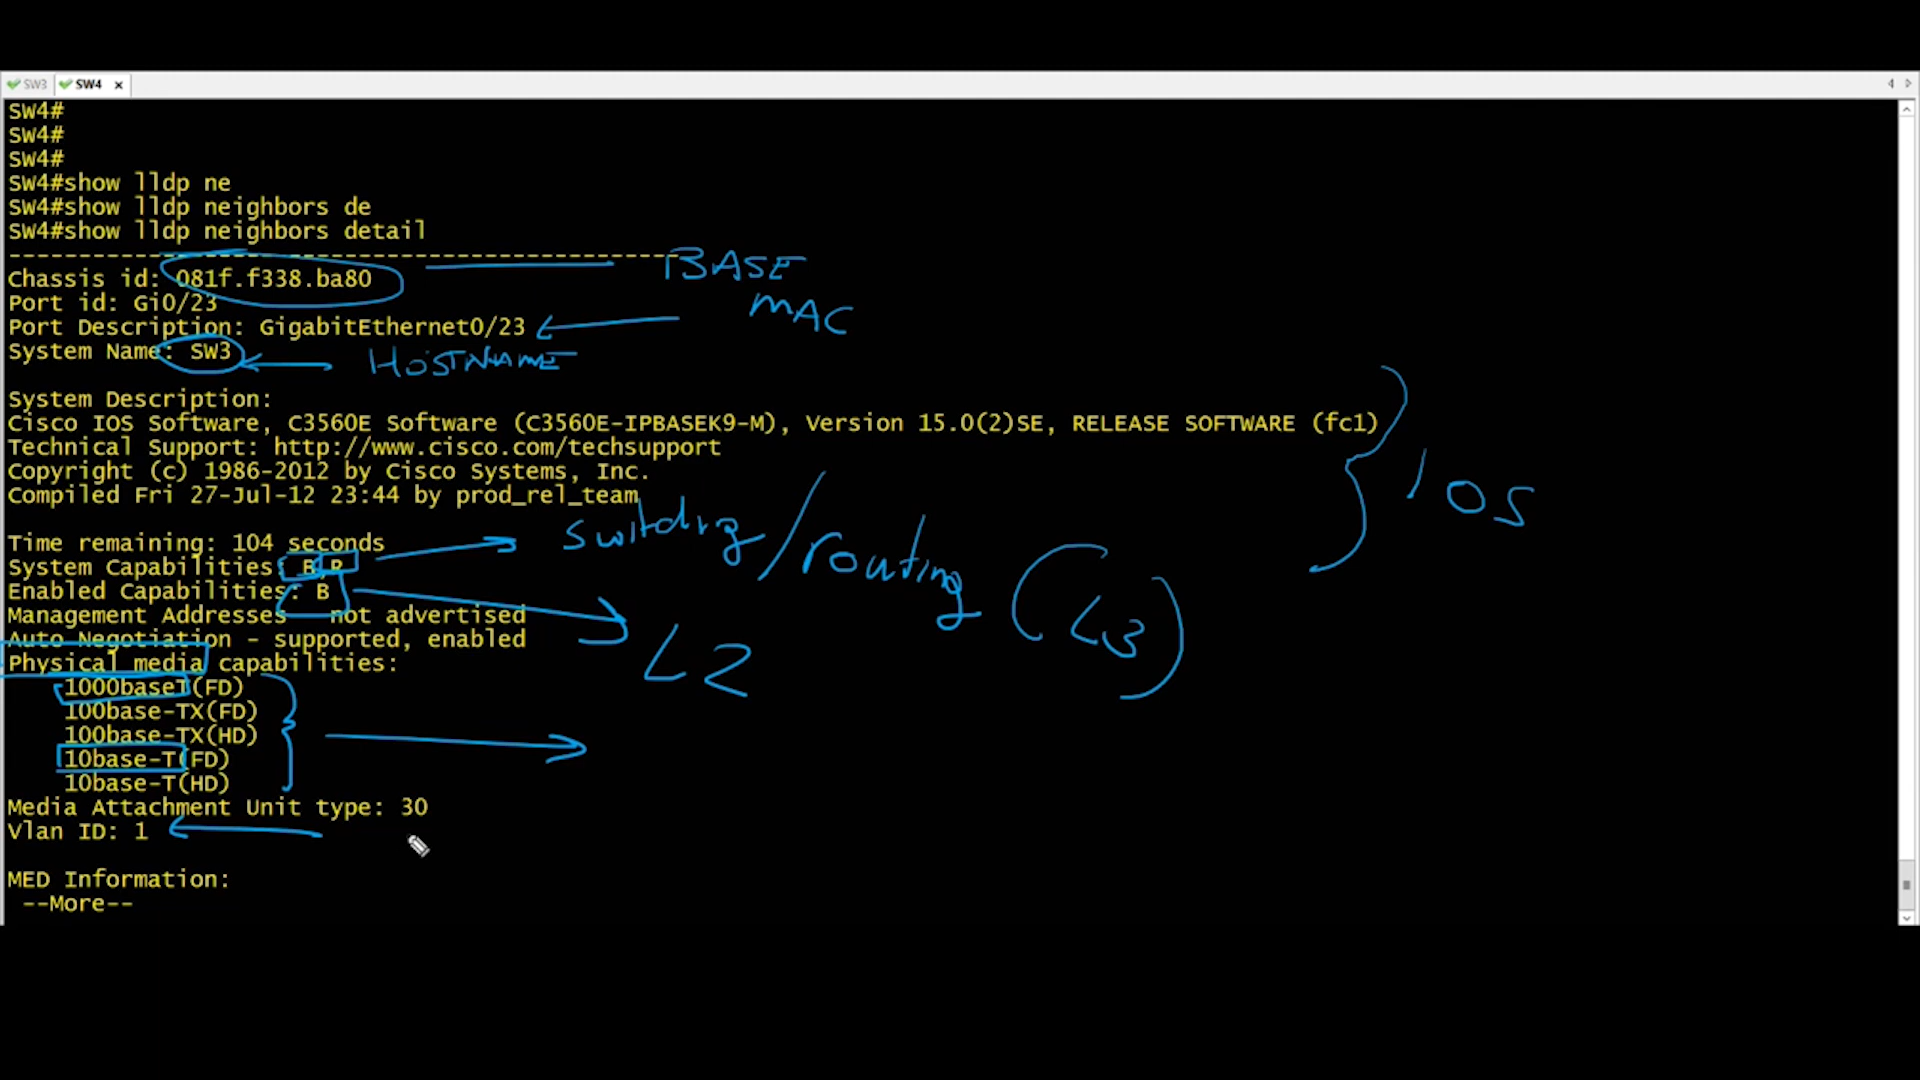 SW3 SW4
SW4#
SW4#
SW4#
SW4#show lldp ne
SW4#show lldp neighbors de
SW4#show lldp neighbors detail
------------------------------------------------
Chassis id: 081f.f338.ba80 BASE
Port id: Gi0/23 MAC
Port Description: GigabitEthernet0/23
System Name: SW3 HOSTNAME
System Description:
Cisco IOS Software, C3560E Software (C3560E-IPBASEK9-M), Version 15.0(2)SE, RELEASE SOFTWARE (fc1)
Technical Support: http://www.cisco.com/techsupport
Copyright (c) 1986-2012 by Cisco Systems, Inc.
Compiled Fri 27-Jul-12 23:44 by prod_rel_team
IOS
Time remaining: 104 seconds
switching/routing (L3)
System Capabilities: B,R
Enabled Capabilities: B
Management Addresses - not advertised
Auto Negotiation - supported, enabled
L2
Physical media capabilities:
1000baseT(FD)
100base-TX(FD)
100base-TX(HD)
10base-T(FD)
10base-T(HD)
Media Attachment Unit type: 30
Vlan ID: 1
MED Information:
--More--